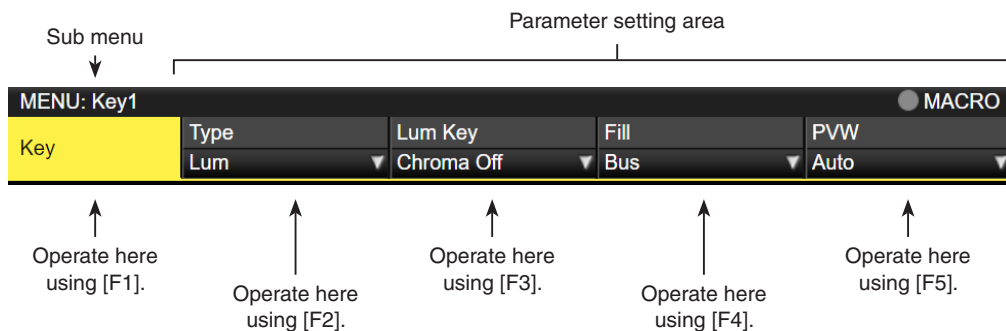 Parameter setting area
Sub menu
MENU: Key1
MACRO
Key
Type
Lum Key
Fill
PVW
Lum
Chroma Off
Bus
Auto
Operate here
using [F1].
Operate here
using [F2].
Operate here
using [F3].
Operate here
using [F4].
Operate here
using [F5].